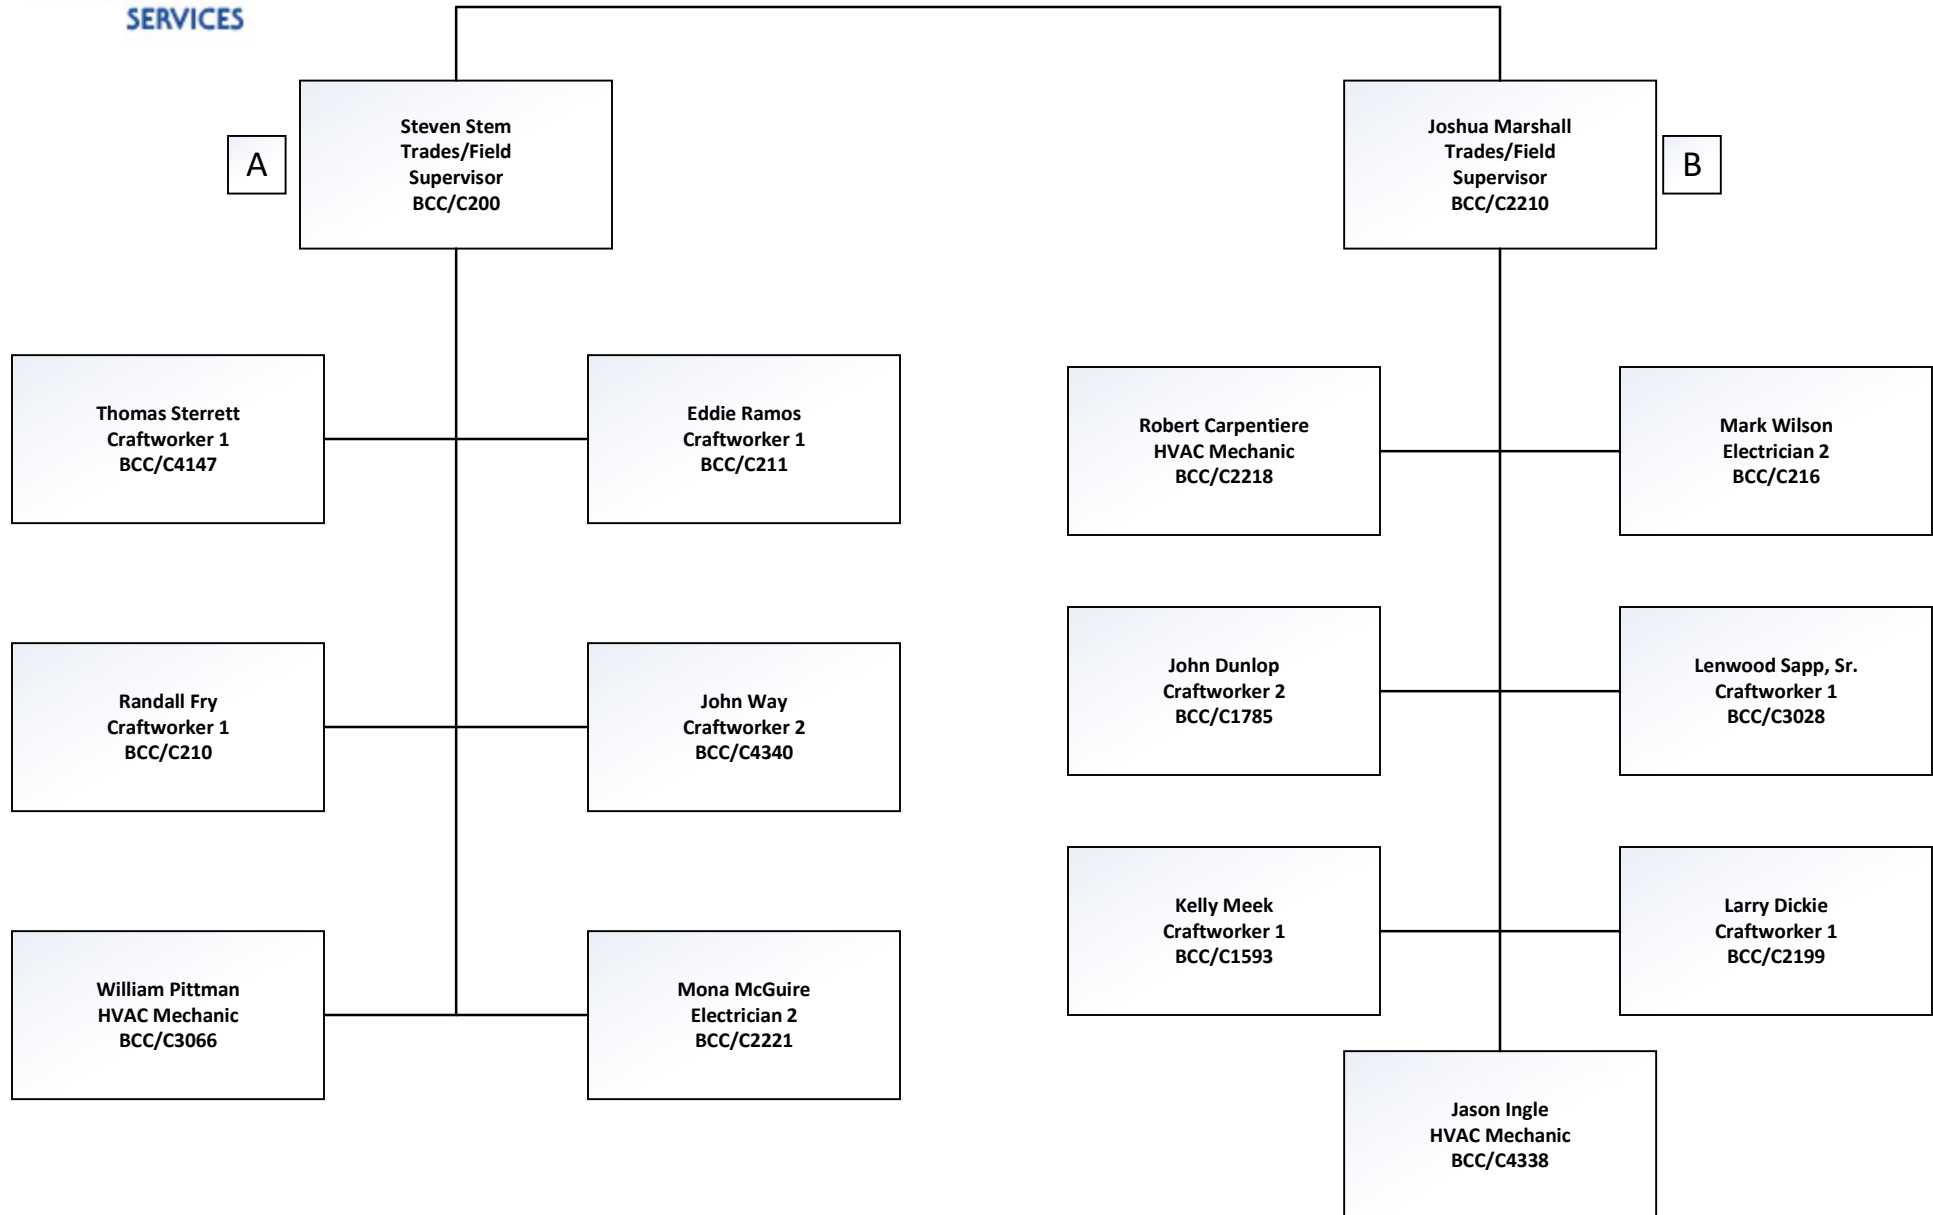 SERVICES
A
Steven Stem
Trades/Field
Supervisor
BCC/C200
Joshua Marshall
Trades/Field
Supervisor
BCC/C2210
B
Thomas Sterrett
Craftworker 1
BCC/C4147
Eddie Ramos
Craftworker 1
BCC/C211
Robert Carpentiere
HVAC Mechanic
BCC/C2218
Mark Wilson
Electrician 2
BCC/C216
Randall Fry
Craftworker 1
BCC/C210
John Way
Craftworker 2
BCC/C4340
John Dunlop
Craftworker 2
BCC/C1785
Lenwood Sapp, Sr.
Craftworker 1
BCC/C3028
William Pittman
HVAC Mechanic
BCC/C3066
Mona McGuire
Electrician 2
BCC/C2221
Kelly Meek
Craftworker 1
BCC/C1593
Larry Dickie
Craftworker 1
BCC/C2199
Jason Ingle
HVAC Mechanic
BCC/C4338